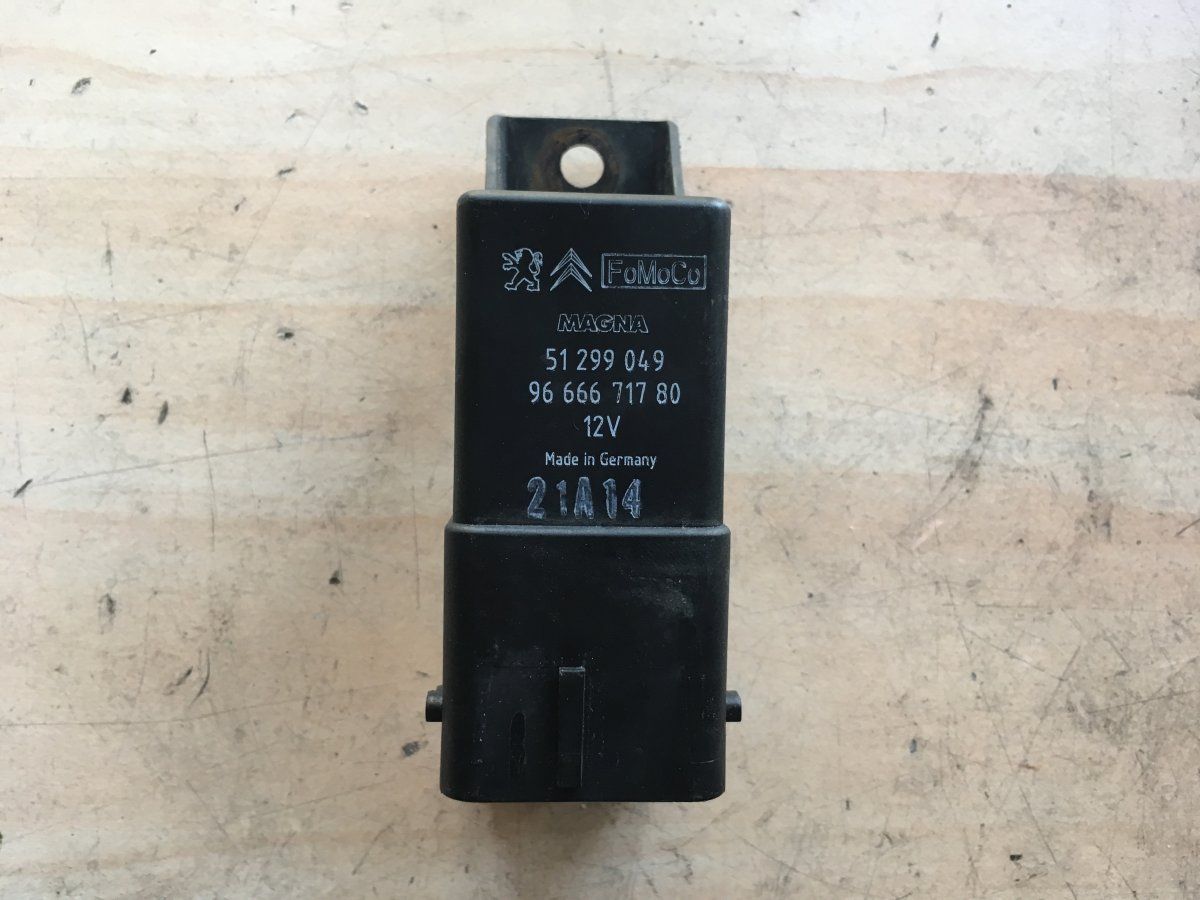 FoMoCo
MAGNA
51 299 049
96 666 717 80
12V
Made in Germany
21A14